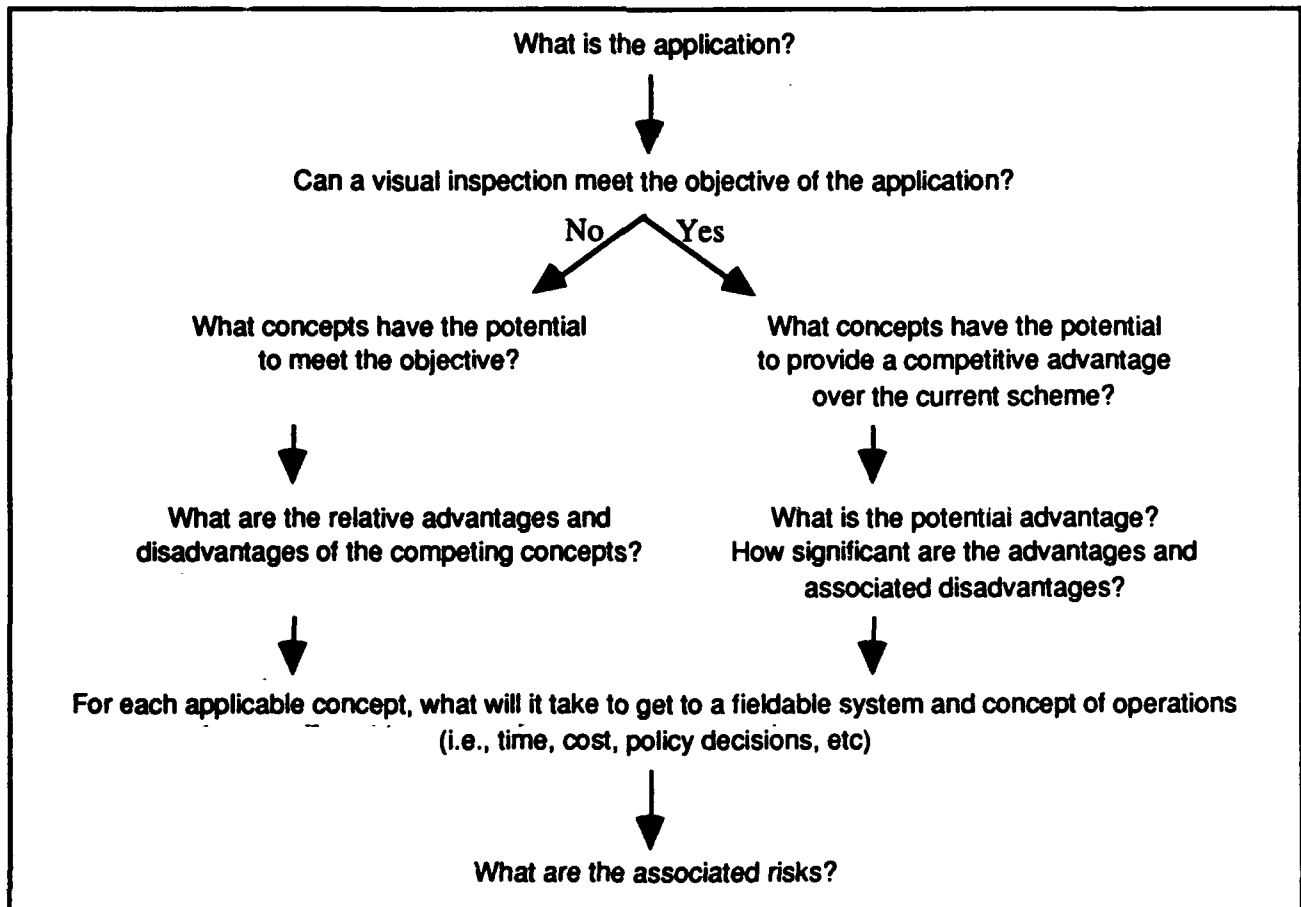 What is the application?
Can a visual inspection meet the objective of the application?
No
Yes
What concepts have the potential
to meet the objective?
What concepts have the potential
to provide a competitive advantage
over the current scheme?
What are the relative advantages and
disadvantages of the competing concepts?
What is the potential advantage?
How significant are the advantages and
associated disadvantages?
For each applicable concept, what will it take to get to a fieldable system and concept of operations
(i.e., time, cost, policy decisions, etc)
What are the associated risks?